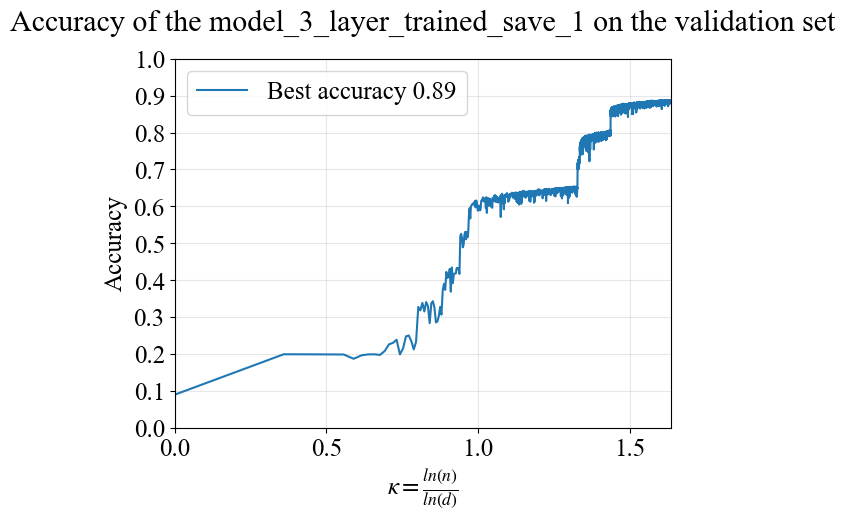 Accuracy of the model_3_layer_trained_save_1 on the validation set
Best accuracy 0.89
Accuracy
1.0
0.9
0.8
0.7
0.6
0.5
0.4
0.3
0.2
0.1
0.0
0.0 0.5 1.0 1.5
κ = ln(n) / ln(d)